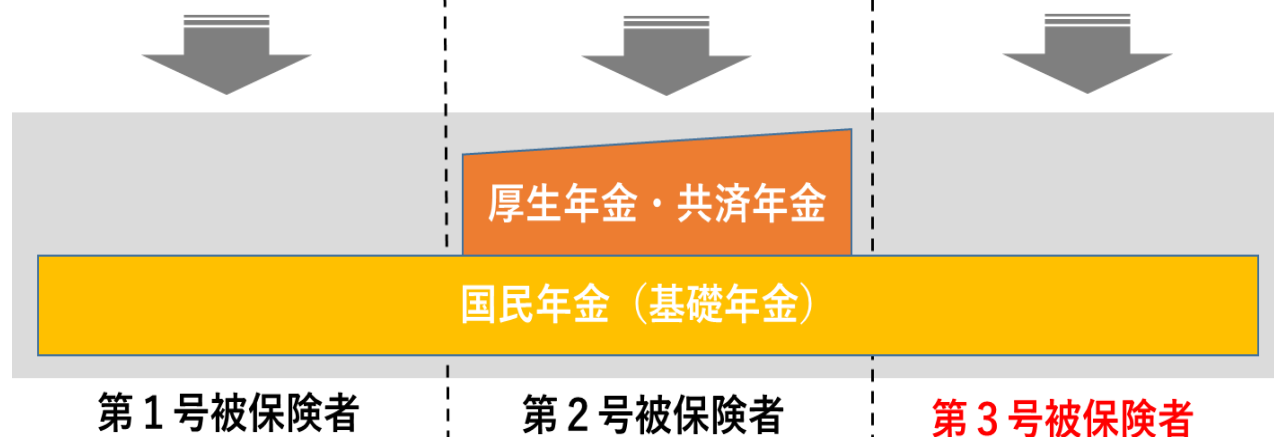 厚生年金・共済年金
国民年金（基礎年金）
第１号被保険者
第２号被保険者
第３号被保険者